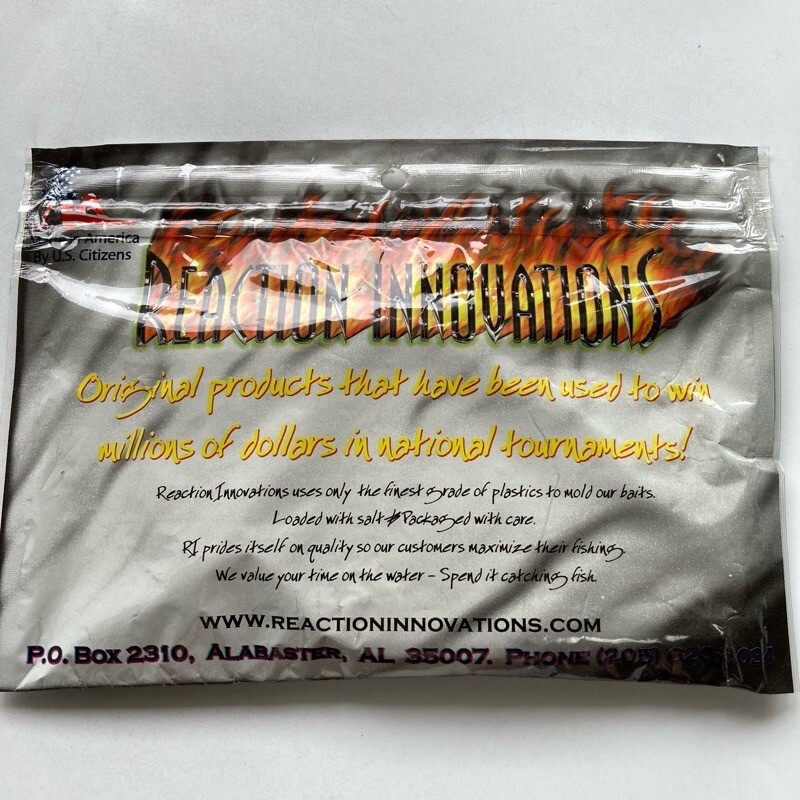 in America
By U.S. Citizens
REACTION INNOVATIONS
Original products that have been used to win
millions of dollars in national tournaments!
Reaction Innovations uses only the finest grade of plastics to mold our baits.
Loaded with salt & Packaged with care.
RI prides itself on quality so our customers maximize their fishing.
We value your time on the water - Spend it catching fish.
WWW.REACTIONINNOVATIONS.COM
P.O. BOX 2310, ALABASTER, AL 35007. PHONE (205)